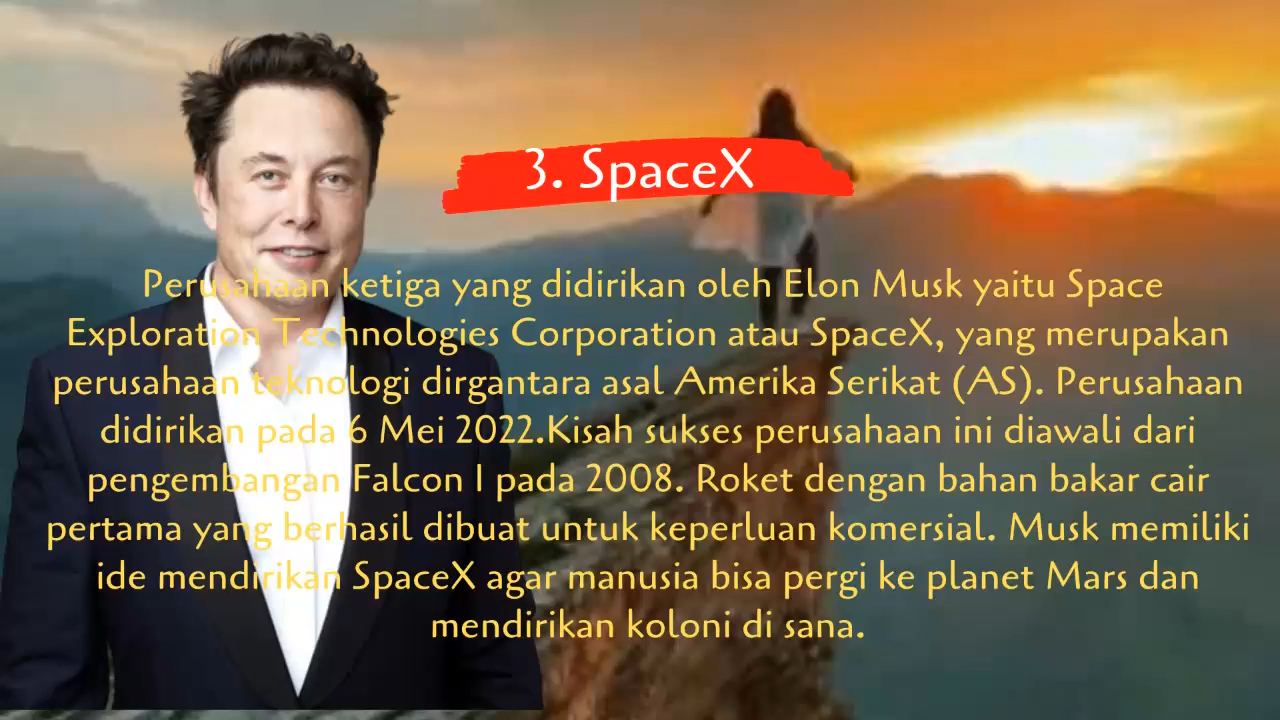 3. SpaceX
Perusahaan ketiga yang didirikan oleh Elon Musk yaitu Space
Exploration Technologies Corporation atau SpaceX, yang merupakan
perusahaan teknologi dirgantara asal Amerika Serikat (AS). Perusahaan
didirikan pada 6 Mei 2022.Kisah sukses perusahaan ini diawali dari
pengembangan Falcon I pada 2008. Roket dengan bahan bakar cair
pertama yang berhasil dibuat untuk keperluan komersial. Musk memiliki
ide mendirikan SpaceX agar manusia bisa pergi ke planet Mars dan
mendirikan koloni di sana.